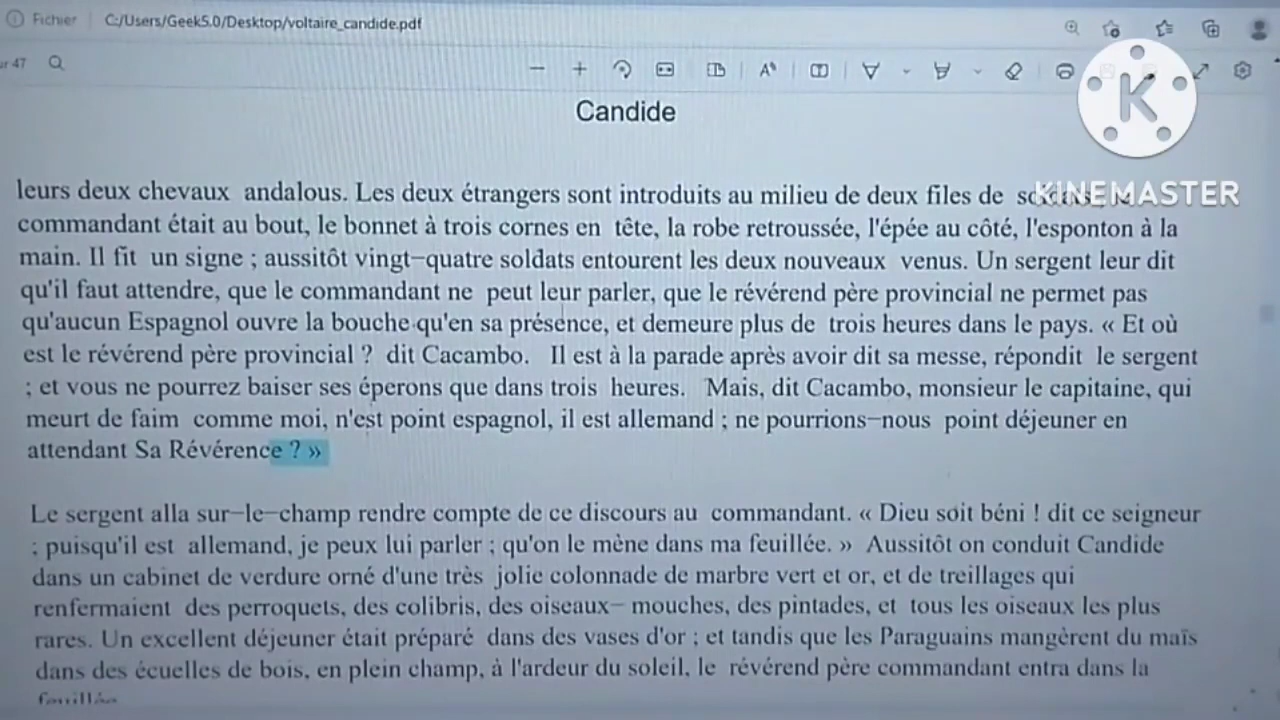 Fichier C:/Users/Geek5.0/Desktop/voltaire_candide.pdf
ur 47
Candide
K
KINEMASTER
leurs deux chevaux andalous. Les deux étrangers sont introduits au milieu de deux files de
commandant était au bout, le bonnet à trois cornes en tête, la robe retroussée, l'épée au côté, l'esponton à la
main. Il fit un signe ; aussitôt vingt−quatre soldats entourent les deux nouveaux venus. Un sergent leur dit
qu'il faut attendre, que le commandant ne peut leur parler, que le révérend père provincial ne permet pas
qu'aucun Espagnol ouvre la bouche qu'en sa présence, et demeure plus de trois heures dans le pays. « Et où
est le révérend père provincial ? dit Cacambo. Il est à la parade après avoir dit sa messe, répondit le sergent
; et vous ne pourrez baiser ses éperons que dans trois heures. Mais, dit Cacambo, monsieur le capitaine, qui
meurt de faim comme moi, n'est point espagnol, il est allemand ; ne pourrions−nous point déjeuner en
attendant Sa Révérence ? »
Le sergent alla sur−le−champ rendre compte de ce discours au commandant. « Dieu soit béni ! dit ce seigneur
; puisqu'il est allemand, je peux lui parler ; qu'on le mène dans ma feuillée. » Aussitôt on conduit Candide
dans un cabinet de verdure orné d'une très jolie colonnade de marbre vert et or, et de treillages qui
renfermaient des perroquets, des colibris, des oiseaux− mouches, des pintades, et tous les oiseaux les plus
rares. Un excellent déjeuner était préparé dans des vases d'or ; et tandis que les Paraguains mangèrent du maïs
dans des écuelles de bois, en plein champ, à l'ardeur du soleil, le révérend père commandant entra dans la